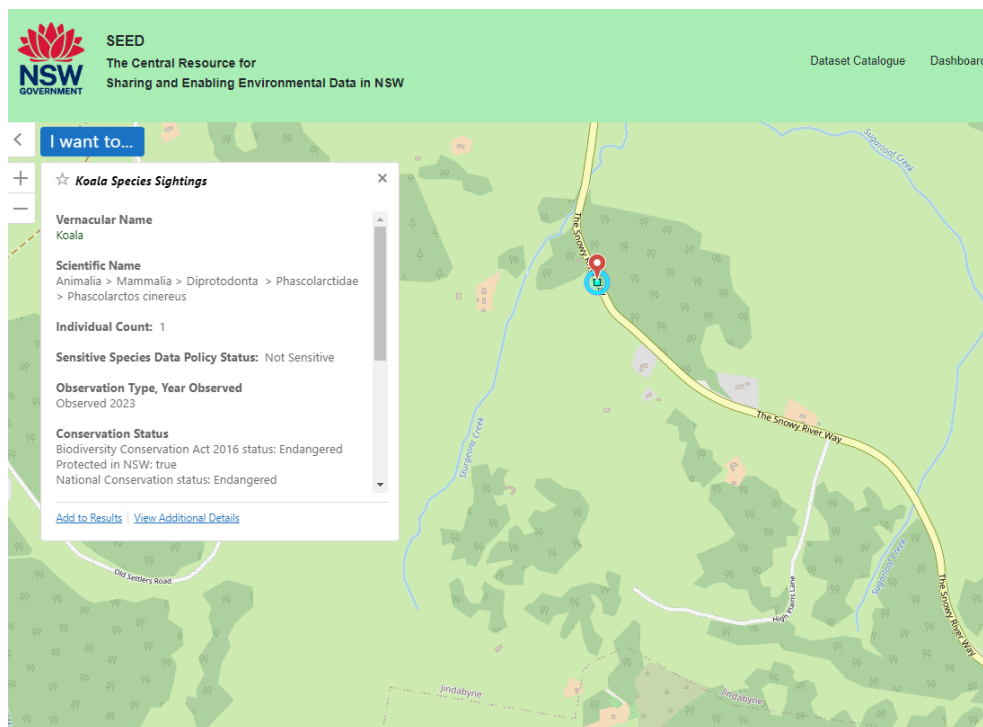 SEED
The Central Resource for
Sharing and Enabling Environmental Data in NSW
NSW
GOVERNMENT
Dataset Catalogue
Dashboard
I want to...
Koala Species Sightings
Vernacular Name
Koala
Scientific Name
Animalia > Mammalia > Diprotodonta > Phascolarctidae
> Phascolarctos cinereus
Individual Count: 1
Sensitive Species Data Policy Status: Not Sensitive
Observation Type, Year Observed
Observed 2023
Conservation Status
Biodiversity Conservation Act 2016 status: Endangered
Protected in NSW: true
National Conservation status: Endangered
Add to Results
View Additional Details
Sugarloaf Creek
The Snowy
The Snowy River Way
Sturgeons Creek
Old Settlers Road
High Plains Lane
Sugarloaf Creek
The Snowy River Way
Jindabyne
Jindabyne